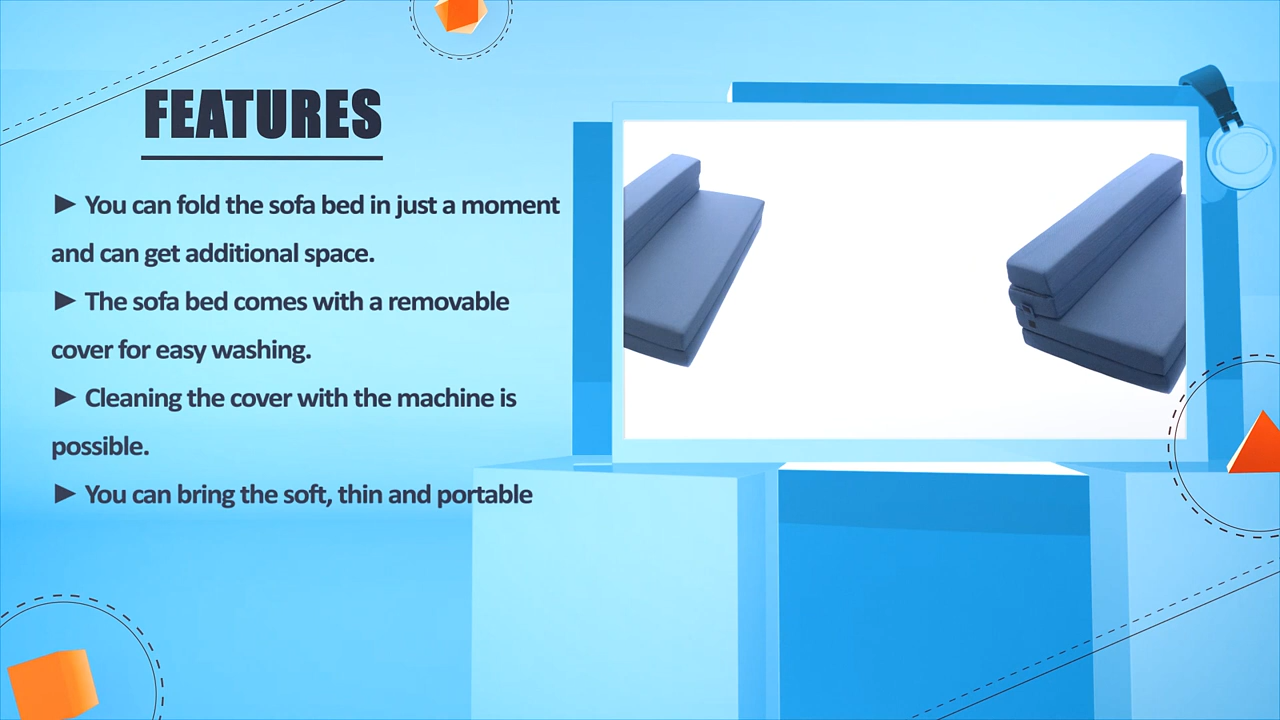 FEATURES
► You can fold the sofa bed in just a moment
and can get additional space.
► The sofa bed comes with a removable
cover for easy washing.
► Cleaning the cover with the machine is
possible.
► You can bring the soft, thin and portable